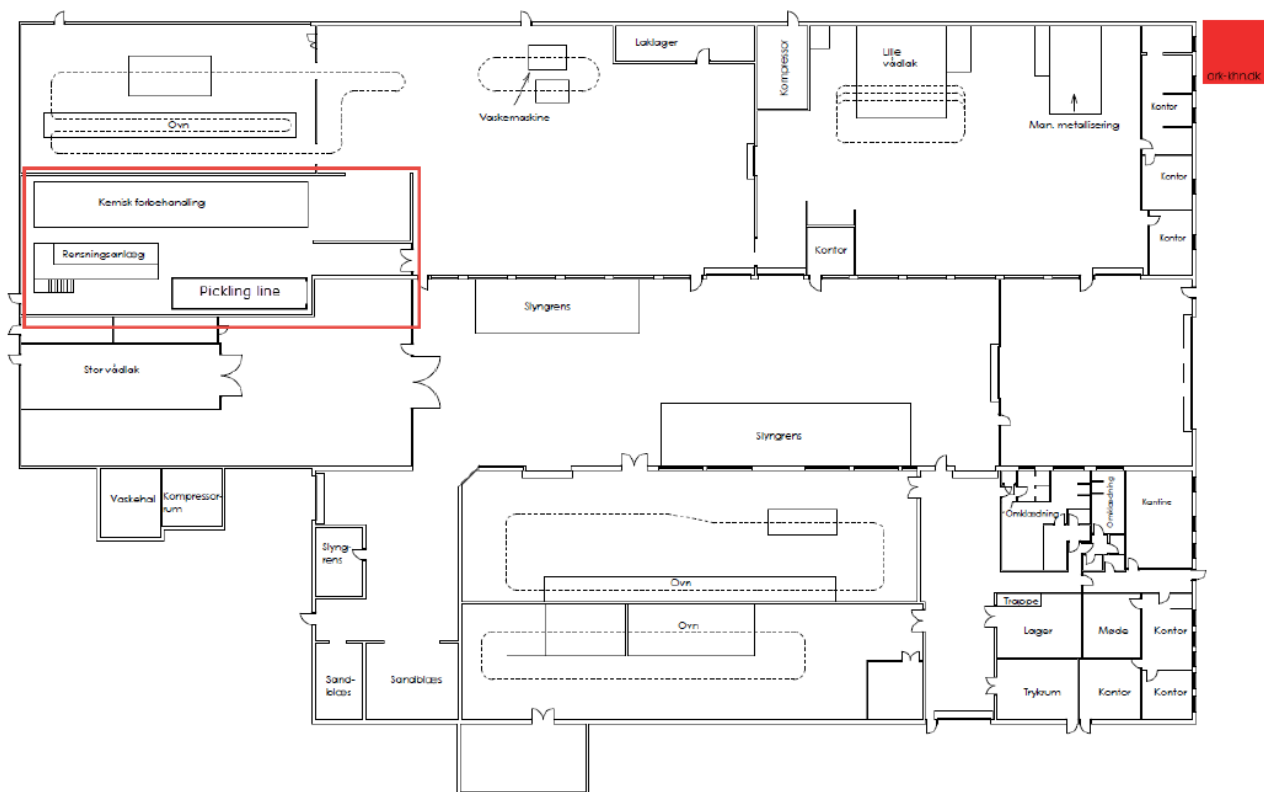 Laklager
Kompressor
Lille
vådlak
ark-khn.dk
Kontor
Ovn
Vaskemaskine
Man. metallisering
Kontor
Kemisk forbehandling
Kontor
Kontor
Rensningsanlæg
Pickling line
Slyngrens
Stor vådlak
Slyngrens
Vaskehal
Kompressor-
rum
Omklædning
Omklædning
Kantine
Slyng-
rens
Ovn
Trappe
Ovn
Lager
Møde
Kontor
Sand-
blæs
Sandblæs
Trykrum
Kontor
Kontor